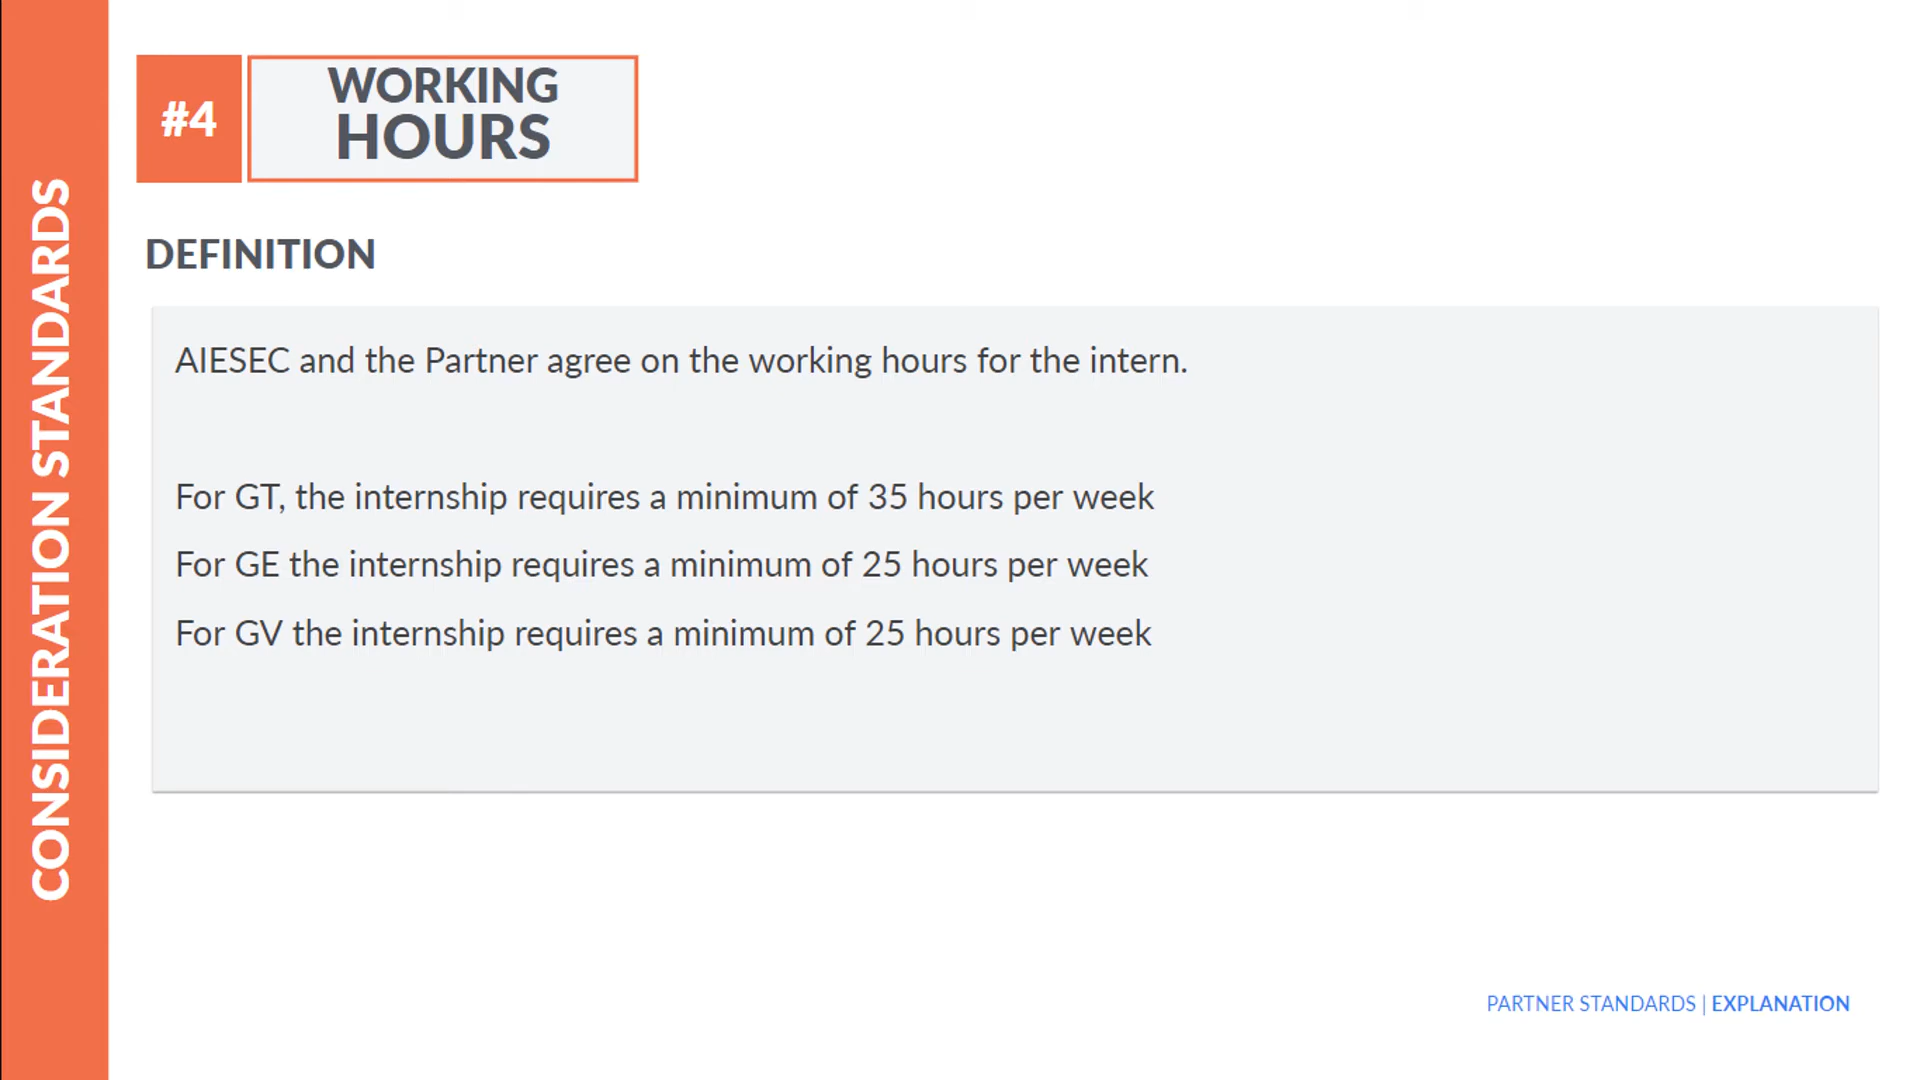 CONSIDERATION STANDARDS
#4
WORKING
HOURS
DEFINITION
AIESEC and the Partner agree on the working hours for the intern.
For GT, the internship requires a minimum of 35 hours per week
For GE the internship requires a minimum of 25 hours per week
For GV the internship requires a minimum of 25 hours per week
PARTNER STANDARDS | EXPLANATION